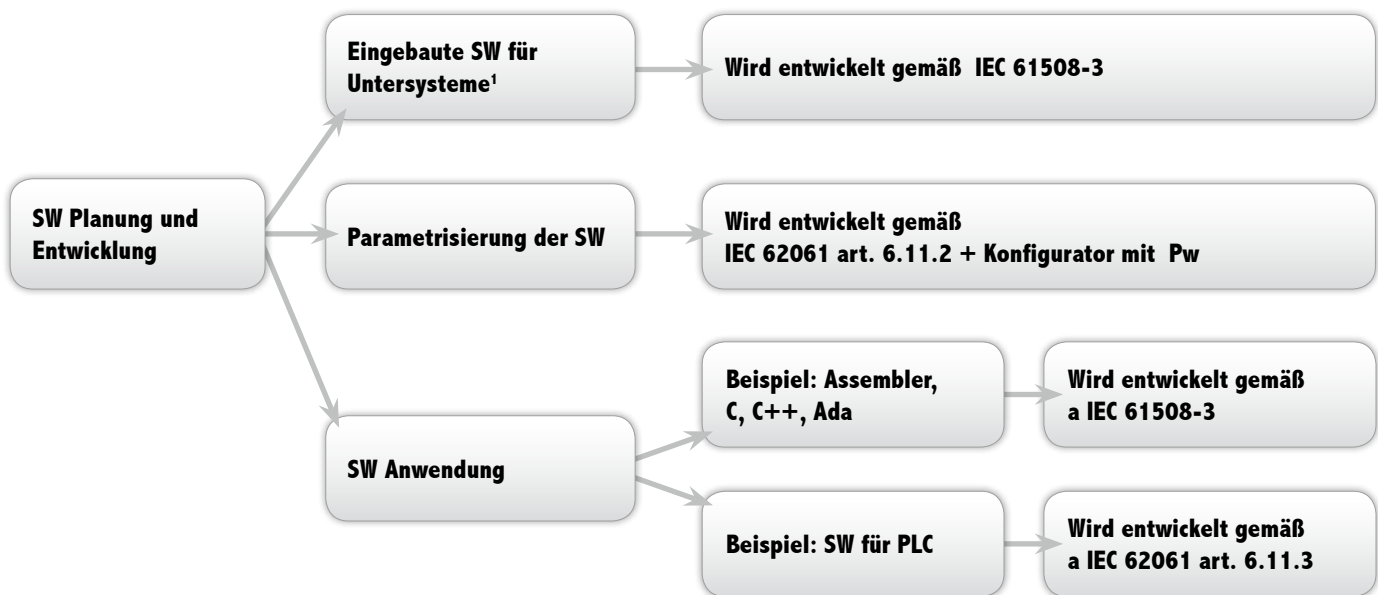 Eingebaute SW für
Untersysteme¹
Wird entwickelt gemäß IEC 61508-3
SW Planung und
Entwicklung
Parametrisierung der SW
Wird entwickelt gemäß
IEC 62061 art. 6.11.2 + Konfigurator mit Pw
SW Anwendung
Beispiel: Assembler,
C, C++, Ada
Wird entwickelt gemäß
a IEC 61508-3
Beispiel: SW für PLC
Wird entwickelt gemäß
a IEC 62061 art. 6.11.3